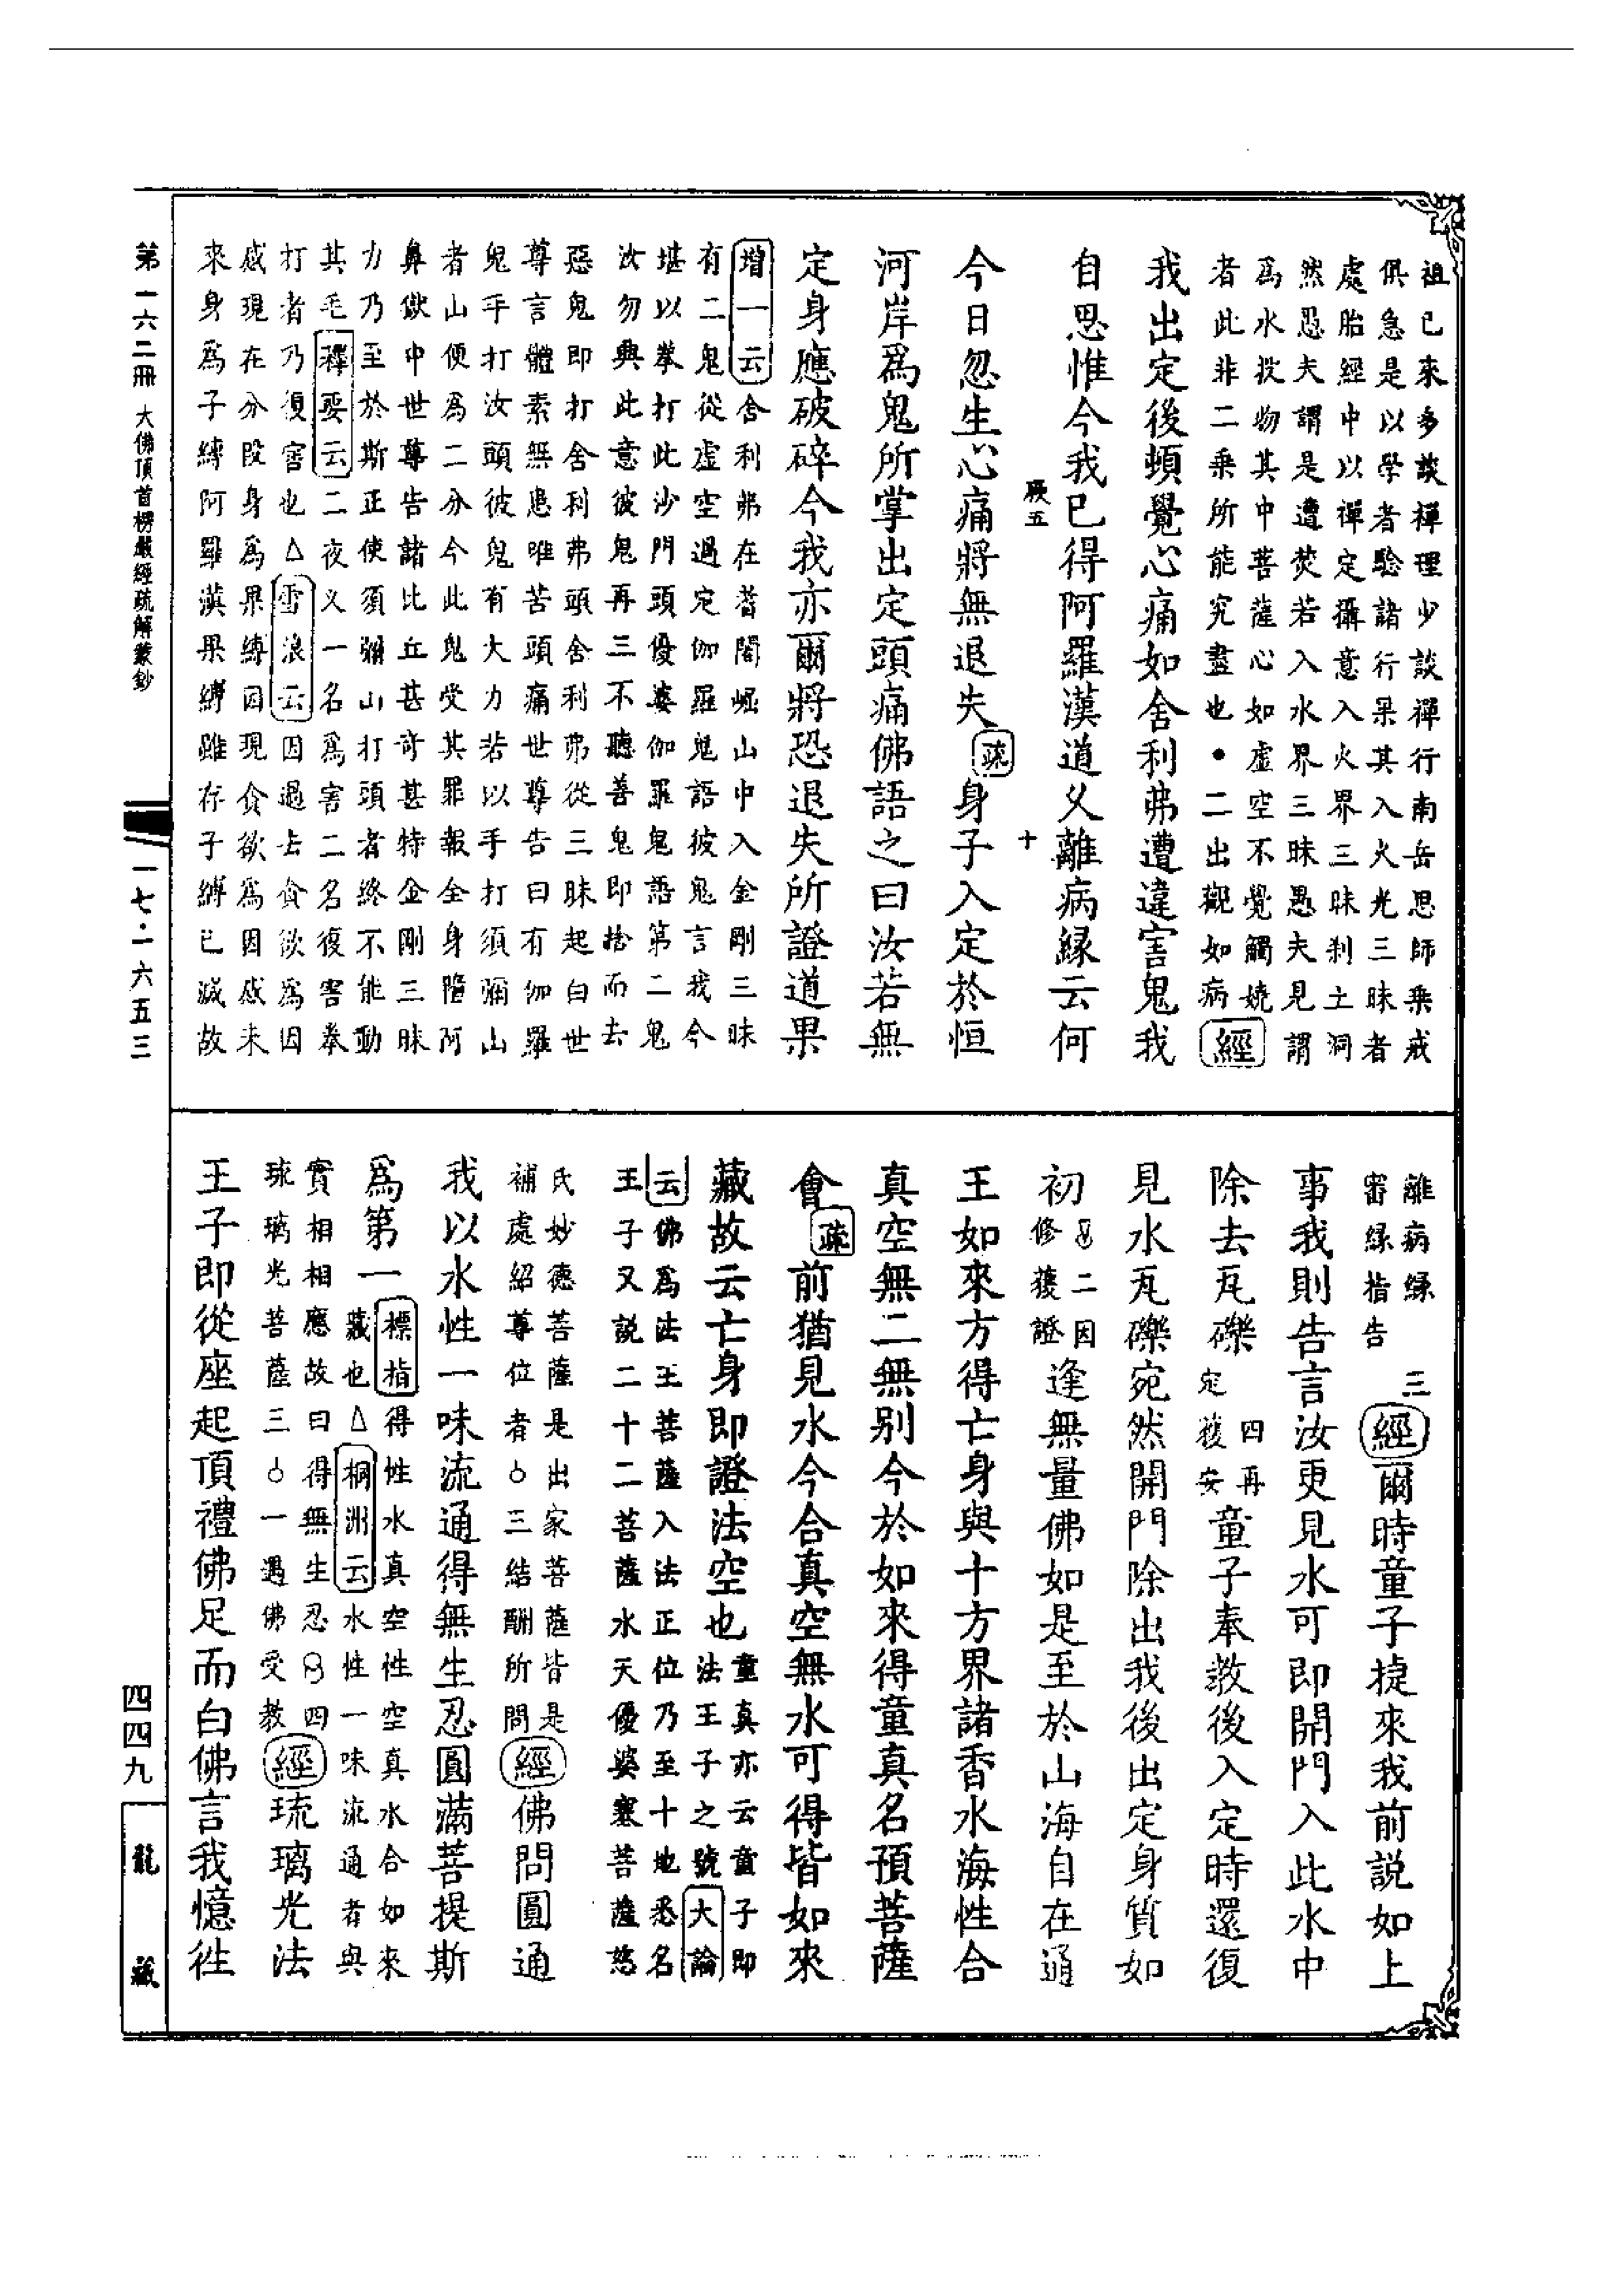 祖已來多談禪理少談禪行南岳思師乘戒
俱急是以學者驗諸行果其入火光三昧者
處胎經中以禪定攝意入火界三昧剎土洞
然愚夫謂是遭焚若入水界三昧愚夫見謂
為水投物其中菩薩心如虛空不覺觸嬈
者此非二乘所能究盡也•二出觀如病經
我出定後頓覺心痛如舍利弗遭違害鬼我
自思惟今我已得阿羅漢道久離病緣云何
厥五 十
今日忽生心痛將無退失疏身子入定於恒
河岸為鬼所掌出定頭痛佛語之曰汝若無
定身應破碎今我亦爾將恐退失所證道果
增一云舍利弗在耆闍崛山中入金剛三昧
有二鬼從虛空過定伽羅鬼語彼鬼言我今
堪以拳打此沙門頭優婆伽羅鬼語第二鬼
汝勿興此意彼鬼再三不聽善鬼即捨而去
惡鬼即打舍利弗頭舍利弗從三昧起白世
尊言體素無患唯苦頭痛世尊告曰有伽羅
鬼手打汝頭彼鬼有大力若以手打須彌山
者山便為二分今此鬼受其罪報全身墮阿
鼻獄中世尊告諸比丘甚奇甚特金剛三昧
力乃至於斯正使須彌山打頭者終不能動
其毛釋要云二夜叉一名為害二名復害拳
打者乃復害也△雪浪云因過去貪欲為因
感現在分段身為果縛因現貪欲為因感未
來身為子縛阿羅漢果縛雖存子縛已滅故
離病緣
審緣指告
三
經爾時童子捷來我前說如上
事我則告言汝更見水可即開門入此水中
除去瓦礫四再定獲安童子奉教後入定時還復
見水瓦礫宛然開門除出我後出定身質如
初二因修獲證逢無量佛如是至於山海自在通
王如來方得亡身與十方界諸香水海性合
真空無二無別今於如來得童真名預菩薩
會疏前猶見水今合真空無水可得皆如來
藏故云亡身即證法空也童真亦云童子即
法王子之號大論
云佛為法王菩薩入法正位乃至十地悉名
王子又說二十二菩薩水天優婆塞菩薩慈
氏妙德菩薩是出家菩薩皆是
補處紹尊位者三結酬所問經佛問圓通
我以水性一味流通得無生忍圓滿菩提斯
為第一標指得性水真空性空真水合如來
藏也△桐洲云水性一味流通者與
實相相應故曰得無生忍四
琉璃光菩薩三一遇佛受教經琉璃光法
王子即從座起頂禮佛足而白佛言我憶往
第一六二冊 大佛頂首楞嚴經疏解蒙鈔
一七·一六五三
四四九
龍藏